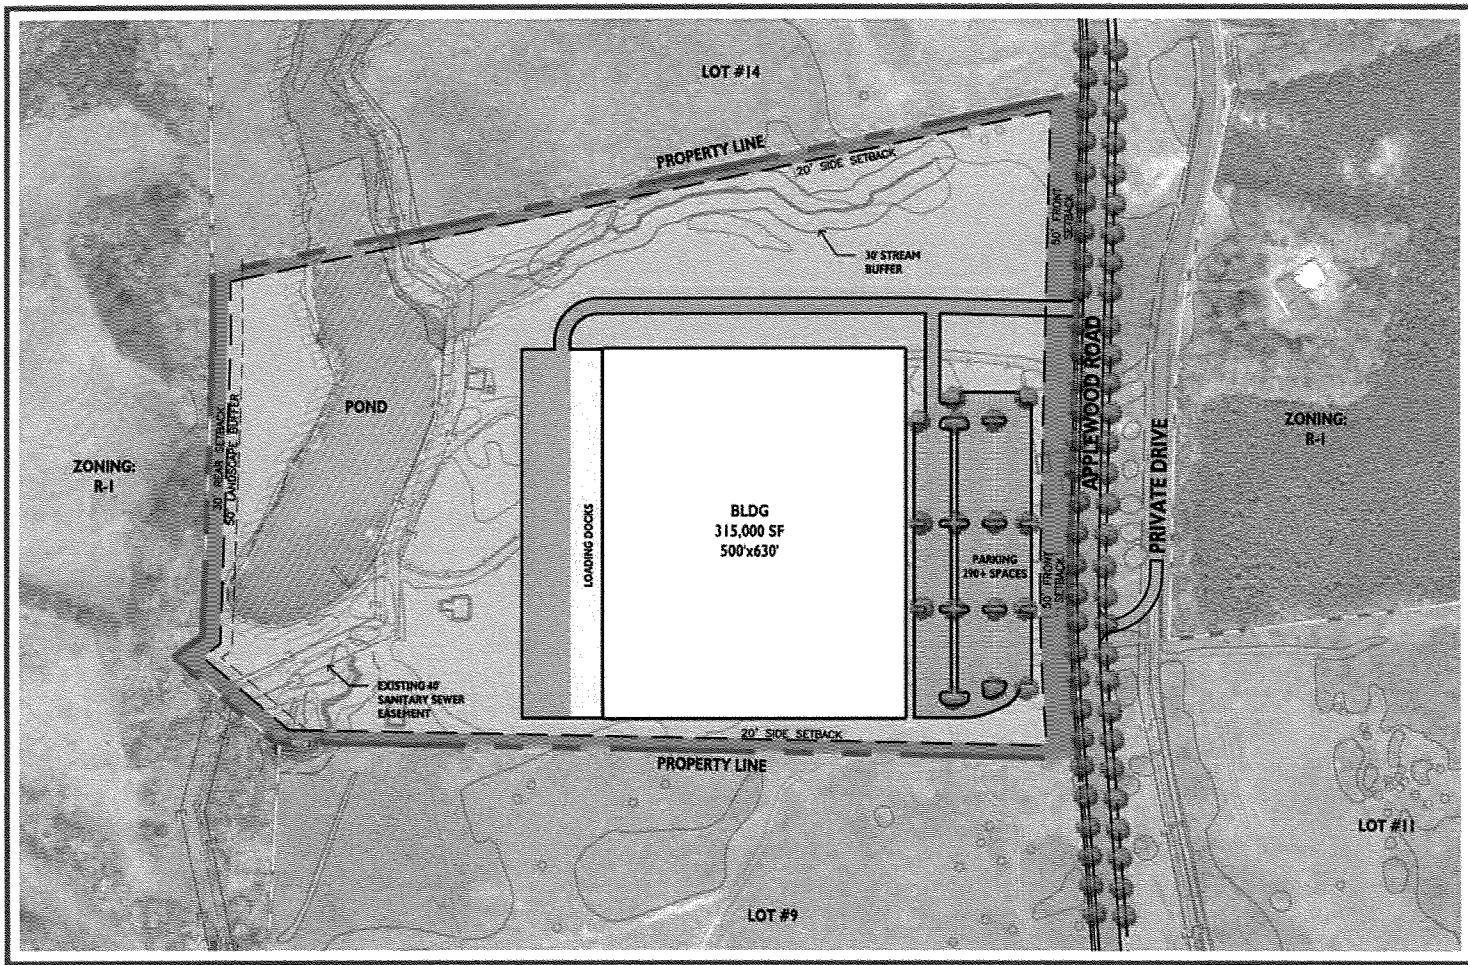 LOT #14
PROPERTY LINE
20' SIDE SETBACK
50' FRONT
SETBACK
30' STREAM
BUFFER
APPLEWOOD ROAD
PRIVATE DRIVE
POND
30' REAR SETBACK
50' LANDSCAPE BUFFER
ZONING:
R-1
ZONING:
R-1
LOADING DOCKS
BLDG
315,000 SF
500'x630'
PARKING
290+ SPACES
50' FRONT
SETBACK
EXISTING 40'
SANITARY SEWER
EASEMENT
20' SIDE SETBACK
PROPERTY LINE
LOT #11
LOT #9